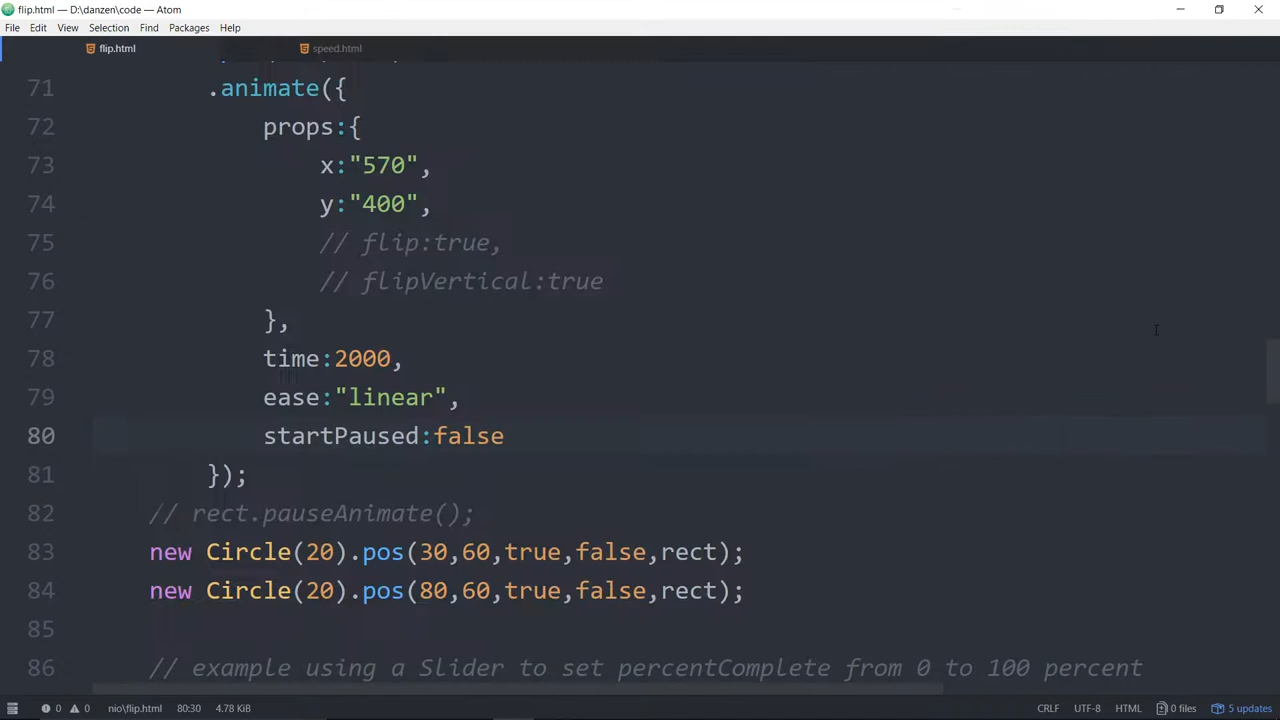 flip.html — D:\danzen\code — Atom
File Edit View Selection Find Packages Help
flip.html speed.html
71 .animate({
72 props:{
73 x:"570",
74 y:"400",
75 // flip:true,
76 // flipVertical:true
77 },
78 time:2000,
79 ease:"linear",
80 startPaused:false
81 });
82 // rect.pauseAnimate();
83 new Circle(20).pos(30,60,true,false,rect);
84 new Circle(20).pos(80,60,true,false,rect);
85
86 // example using a Slider to set percentComplete from 0 to 100 percent
0 0 nio\flip.html 80:30 4.78 KiB CRLF UTF-8 HTML 0 files 5 updates